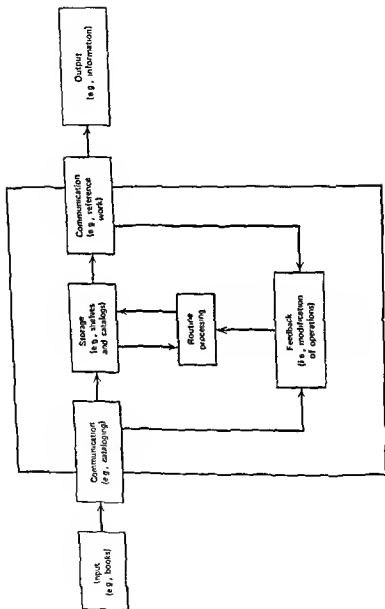 Input
(e.g., books)
Communication
(e.g., cataloging)
Storage
(e.g., shelves
and catalogs)
Routine
processing
Feedback
(i.e., modification
of operations)
Communication
(e.g., reference
work)
Output
(e.g., information)